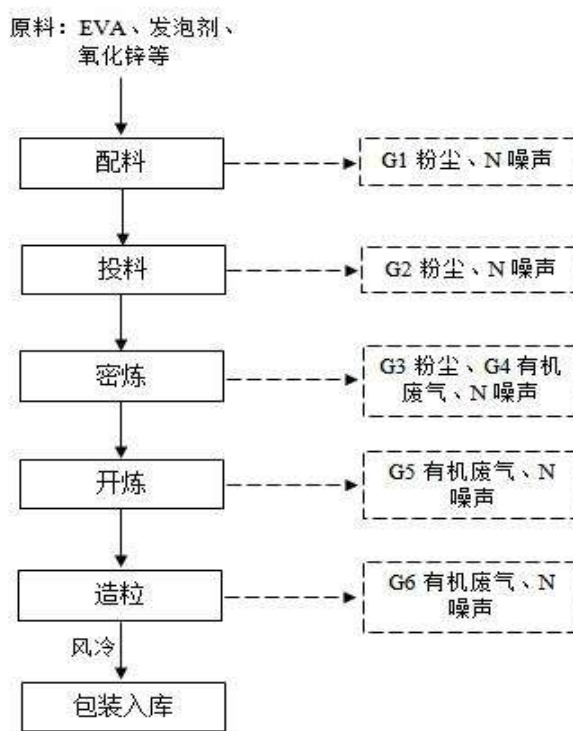 原料：EVA、发泡剂、
氧化锌等
配料
G1 粉尘、N 噪声
投料
G2 粉尘、N 噪声
密炼
G3 粉尘、G4 有机
废气、N 噪声
开炼
G5 有机废气、N
噪声
造粒
G6 有机废气、N
噪声
风冷
包装入库